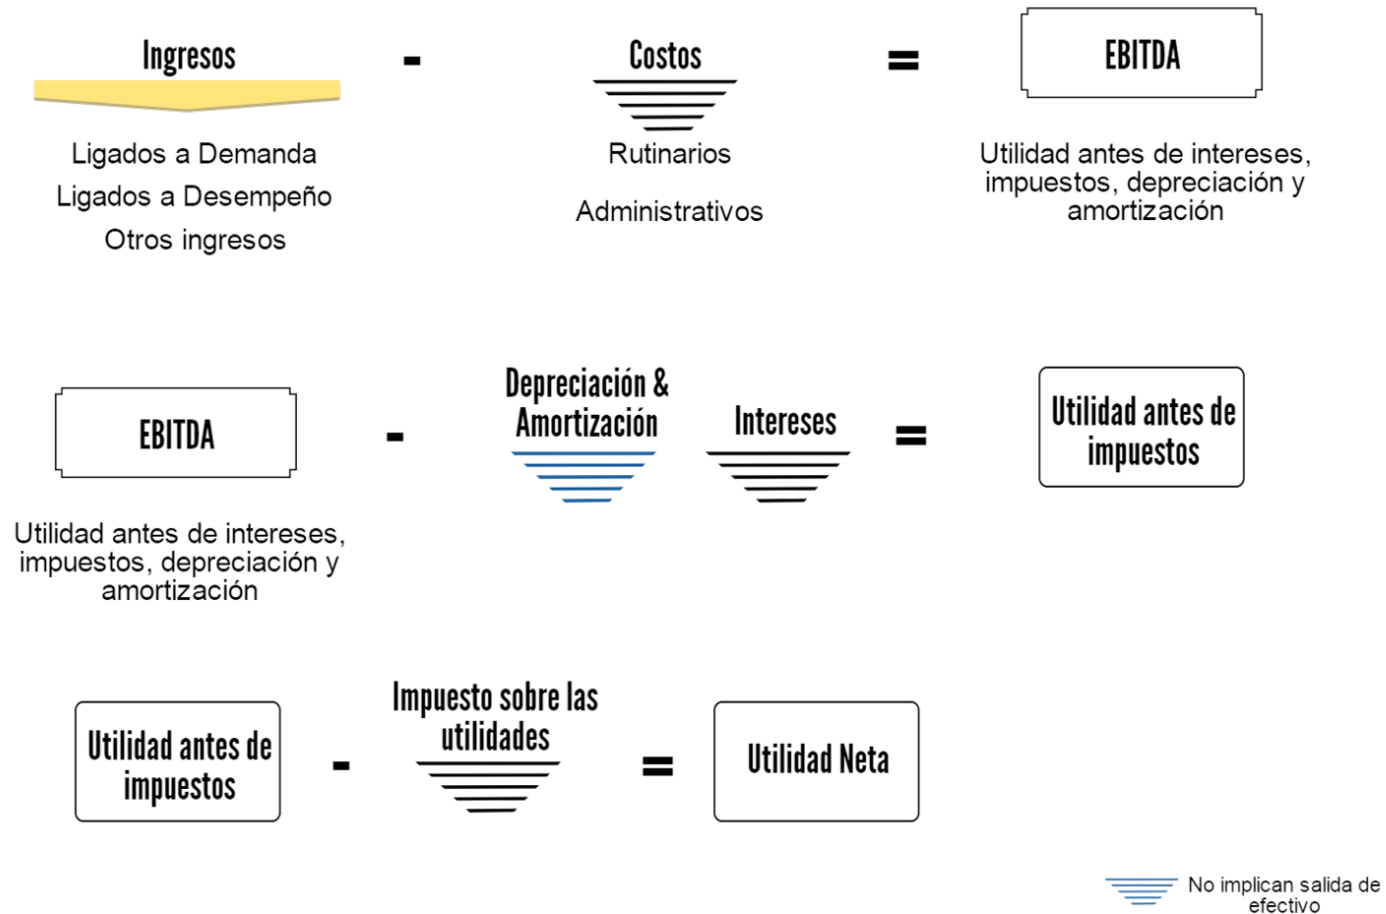 Ingresos
-
Costos
=
EBITDA
Ligados a Demanda
Ligados a Desempeño
Otros ingresos
Rutinarios
Administrativos
Utilidad antes de intereses,
impuestos, depreciación y
amortización
EBITDA
-
Depreciación &
Amortización
Intereses
=
Utilidad antes de
impuestos
Utilidad antes de intereses,
impuestos, depreciación y
amortización
Utilidad antes de
impuestos
-
Impuesto sobre las
utilidades
=
Utilidad Neta
No implican salida de
efectivo